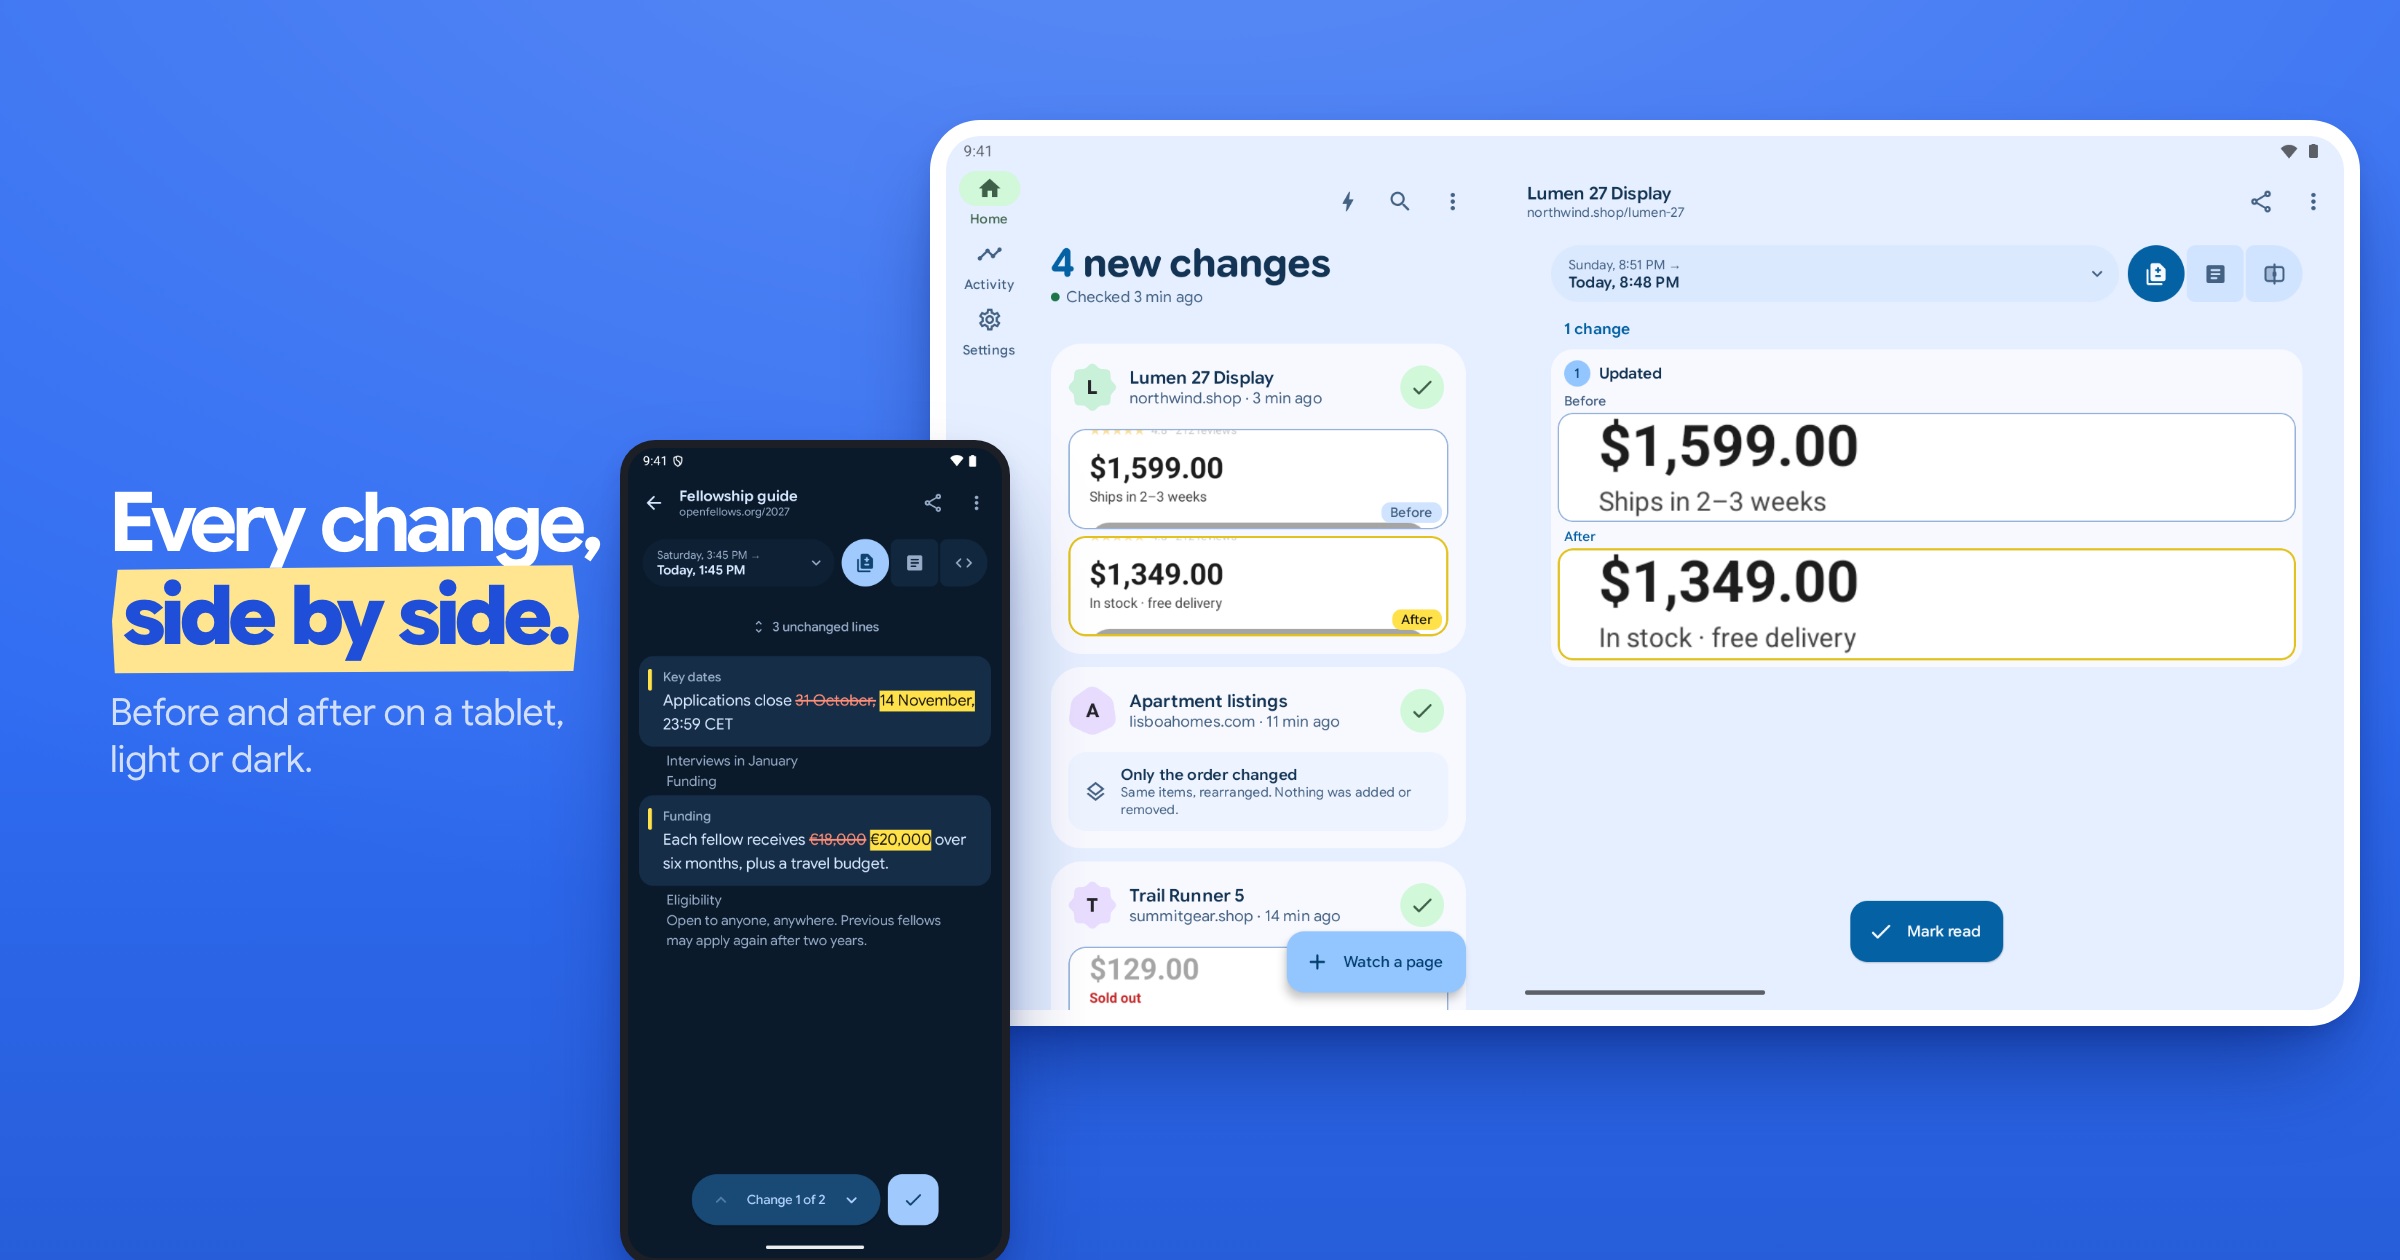 Every change,
side by side.
Before and after on a tablet,
light or dark.
9:41
Fellowship guide
openfellows.org/2027
Saturday, 3:45 PM →
Today, 1:45 PM
3 unchanged lines
Key dates
Applications close 31 October, 14 November,
23:59 CET
Interviews in January
Funding
Funding
Each fellow receives €18,000 €20,000 over
six months, plus a travel budget.
Eligibility
Open to anyone, anywhere. Previous fellows
may apply again after two years.
Change 1 of 2
9:41
Home
Activity
Settings
4 new changes
Checked 3 min ago
L
Lumen 27 Display
northwind.shop · 3 min ago
$1,599.00
Ships in 2–3 weeks
Before
$1,349.00
In stock · free delivery
After
A
Apartment listings
lisboahomes.com · 11 min ago
Only the order changed
Same items, rearranged. Nothing was added or
removed.
T
Trail Runner 5
summitgear.shop · 14 min ago
$129.00
Sold out
Watch a page
Lumen 27 Display
northwind.shop/lumen-27
Sunday, 8:51 PM →
Today, 8:48 PM
1 change
1 Updated
Before
$1,599.00
Ships in 2–3 weeks
After
$1,349.00
In stock · free delivery
Mark read